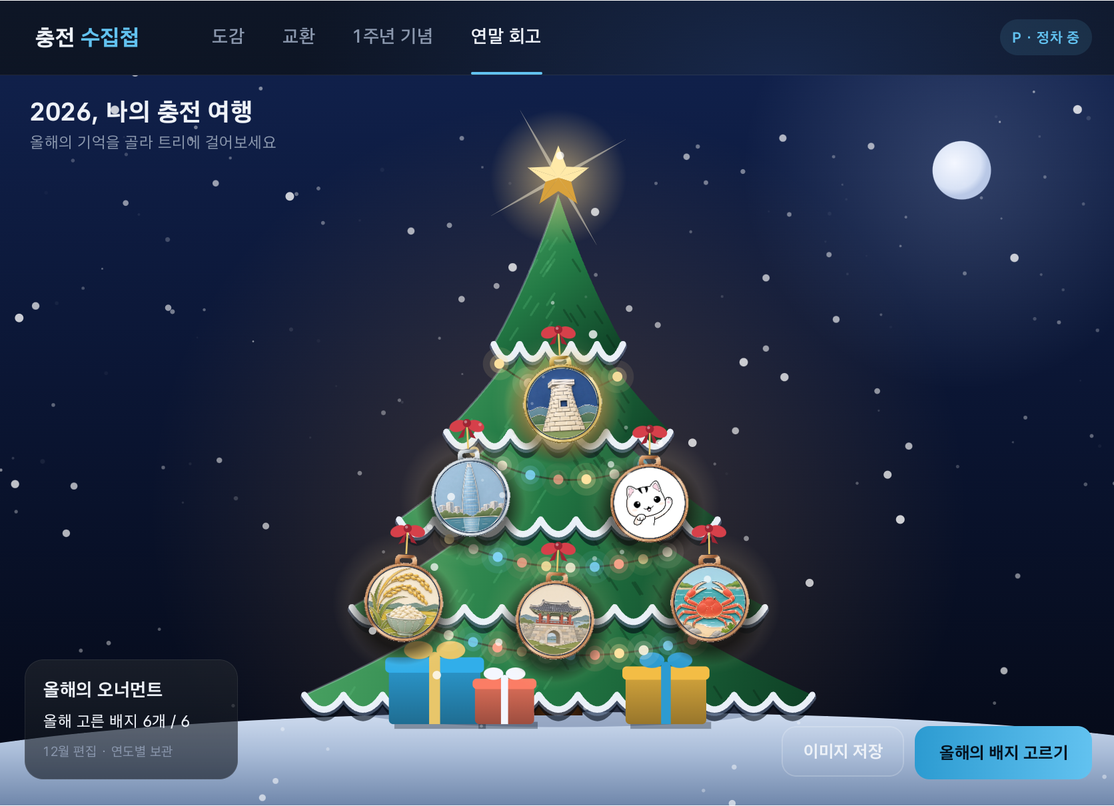 충전 수집첩
도감 교환 1주년 기념 연말 회고
P · 정차 중
2026, 나의 충전 여행
올해의 기억을 골라 트리에 걸어보세요
올해의 오너먼트
올해 고른 배지 6개 / 6
12월 편집 · 연도별 보관
이미지 저장
올해의 배지 고르기